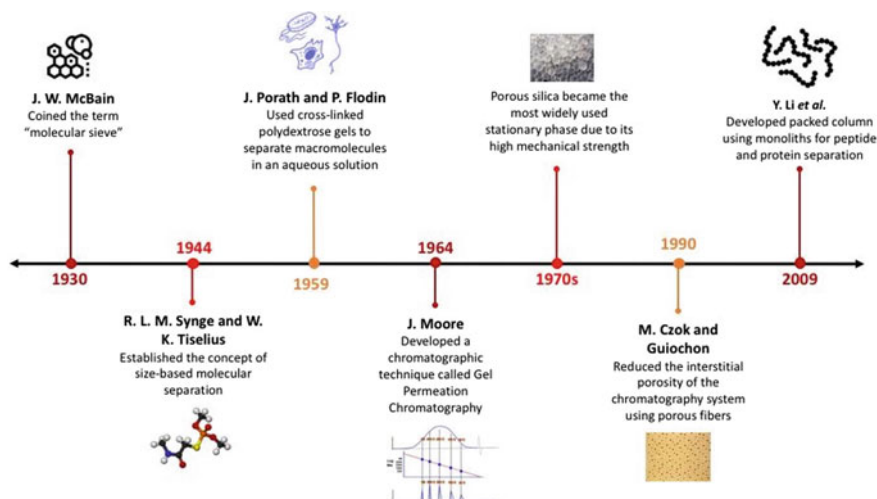 J. W. McBain
Coined the term
"molecular sieve"
J. Porath and P. Flodin
Used cross-linked
polydextrose gels to
separate macromolecules
in an aqueous solution
Porous silica became the
most widely used
stationary phase due to its
high mechanical strength
Y. Li et al.
Developed packed column
using monoliths for peptide
and protein separation
1944
1964
1990
1930
1959
1970s
2009
R. L. M. Synge and W.
K. Tiselius
Established the concept of
size-based molecular
separation
J. Moore
Developed a
chromatographic
technique called Gel
Permeation
Chromatography
M. Czok and
Guiochon
Reduced the interstitial
porosity of the
chromatography system
using porous fibers